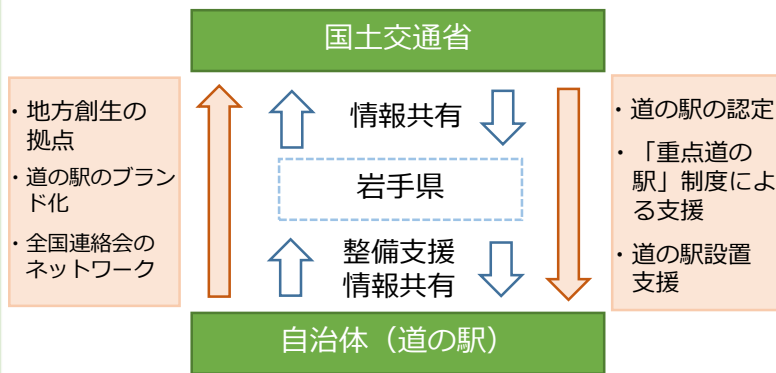 国土交通省
・地方創生の
拠点
・道の駅のブラン
ド化
・全国連絡会の
ネットワーク
情報共有
岩手県
整備支援
情報共有
・道の駅の認定
・「重点道の
駅」制度によ
る支援
・道の駅設置
支援
自治体（道の駅）